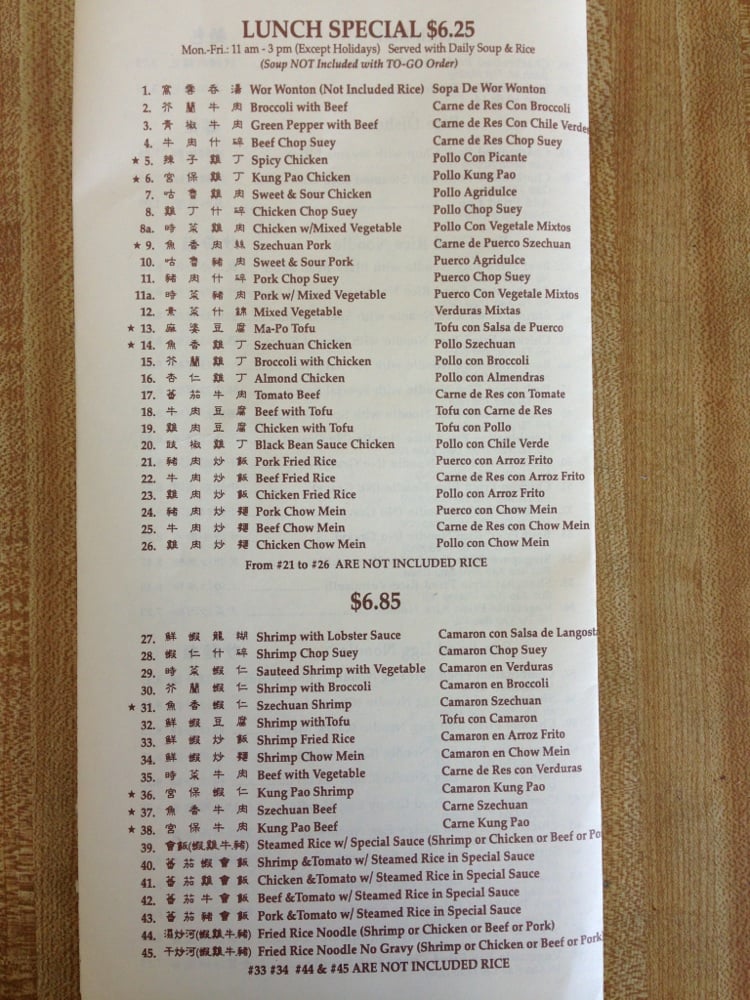 LUNCH SPECIAL $6.25
Mon.-Fri.: 11 am - 3 pm (Except Holidays) Served with Daily Soup & Rice
(Soup NOT Included with TO-GO Order)
1. 窩雲吞湯 Wor Wonton (Not Included Rice) Sopa De Wor Wonton
2. 芥蘭牛肉 Broccoli with Beef Carne de Res Con Broccoli
3. 青椒牛肉 Green Pepper with Beef Carne de Res Con Chile Verdes
4. 牛肉什碎 Beef Chop Suey Carne de Res Chop Suey
★ 5. 辣子雞丁 Spicy Chicken Pollo Con Picante
★ 6. 宮保雞丁 Kung Pao Chicken Pollo Kung Pao
7. 咕魯雞肉 Sweet & Sour Chicken Pollo Agridulce
8. 雞丁什碎 Chicken Chop Suey Pollo Chop Suey
8a. 時菜雞肉 Chicken w/Mixed Vegetable Pollo Con Vegetale Mixtos
★ 9. 魚香肉絲 Szechuan Pork Carne de Puerco Szechuan
10. 咕魯豬肉 Sweet & Sour Pork Puerco Agridulce
11. 豬肉什碎 Pork Chop Suey Puerco Chop Suey
11a. 時菜豬肉 Pork w/ Mixed Vegetable Puerco Con Vegetale Mixtos
12. 素菜什錦 Mixed Vegetable Verduras Mixtas
★ 13. 麻婆豆腐 Ma-Po Tofu Tofu con Salsa de Puerco
★ 14. 魚香雞丁 Szechuan Chicken Pollo Szechuan
15. 芥蘭雞丁 Broccoli with Chicken Pollo con Broccoli
16. 杏仁雞丁 Almond Chicken Pollo con Almendras
17. 蕃茄牛肉 Tomato Beef Carne de Res con Tomate
18. 牛肉豆腐 Beef with Tofu Tofu con Carne de Res
19. 雞肉豆腐 Chicken with Tofu Tofu con Pollo
20. 豉椒雞丁 Black Bean Sauce Chicken Pollo con Chile Verde
21. 豬肉炒飯 Pork Fried Rice Puerco con Arroz Frito
22. 牛肉炒飯 Beef Fried Rice Carne de Res con Arroz Frito
23. 雞肉炒飯 Chicken Fried Rice Pollo con Arroz Frito
24. 豬肉炒麵 Pork Chow Mein Puerco con Chow Mein
25. 牛肉炒麵 Beef Chow Mein Carne de Res con Chow Mein
26. 雞肉炒麵 Chicken Chow Mein Pollo con Chow Mein
From #21 to #26 ARE NOT INCLUDED RICE
$6.85
27. 鮮蝦龍糊 Shrimp with Lobster Sauce Camaron con Salsa de Langosta
28. 蝦仁什碎 Shrimp Chop Suey Camaron Chop Suey
29. 時菜蝦仁 Sauteed Shrimp with Vegetable Camaron en Verduras
30. 芥蘭蝦仁 Shrimp with Broccoli Camaron en Broccoli
★ 31. 魚香蝦仁 Szechuan Shrimp Camaron Szechuan
32. 鮮蝦豆腐 Shrimp withTofu Tofu con Camaron
33. 鮮蝦炒飯 Shrimp Fried Rice Camaron en Arroz Frito
34. 鮮蝦炒麵 Shrimp Chow Mein Camaron en Chow Mein
35. 時菜牛肉 Beef with Vegetable Carne de Res con Verduras
★ 36. 宮保蝦仁 Kung Pao Shrimp Camaron Kung Pao
★ 37. 魚香牛肉 Szechuan Beef Carne Szechuan
★ 38. 宮保牛肉 Kung Pao Beef Carne Kung Pao
39. 會飯(蝦雞牛豬) Steamed Rice w/ Special Sauce (Shrimp or Chicken or Beef or Po
40. 蕃茄蝦會飯 Shrimp &Tomato w/ Steamed Rice in Special Sauce
41. 蕃茄雞會飯 Chicken &Tomato w/ Steamed Rice in Special Sauce
42. 蕃茄牛會飯 Beef &Tomato w/ Steamed Rice in Special Sauce
43. 蕃茄豬會飯 Pork &Tomato w/ Steamed Rice in Special Sauce
44. 濕炒河(蝦雞牛豬) Fried Rice Noodle (Shrimp or Chicken or Beef or Pork)
45. 干炒河(蝦雞牛豬) Fried Rice Noodle No Gravy (Shrimp or Chicken or Beef or Pork
#33 #34 #44 & #45 ARE NOT INCLUDED RICE